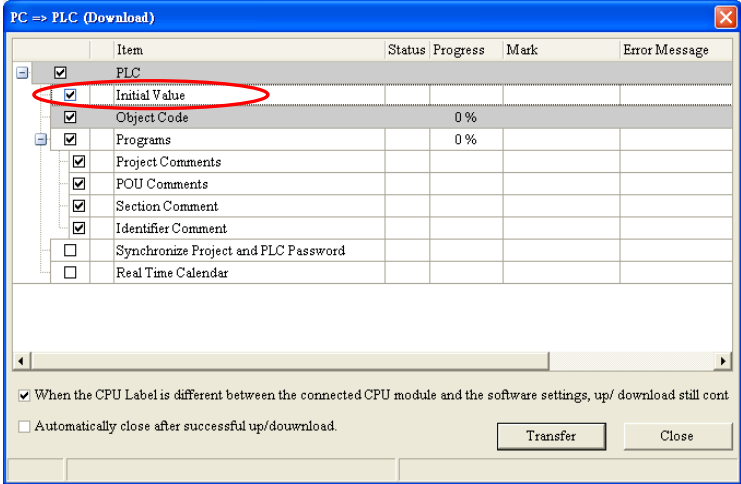 PC => PLC (Download)
Item Status Progress Mark Error Message
PLC
Initial Value
Object Code 0 %
Programs 0 %
Project Comments
POU Comments
Section Comment
Identifier Comment
Synchronize Project and PLC Password
Real Time Calendar
When the CPU Label is different between the connected CPU module and the software settings, up/ download still cont
Automatically close after successful up/douwnload.
Transfer Close